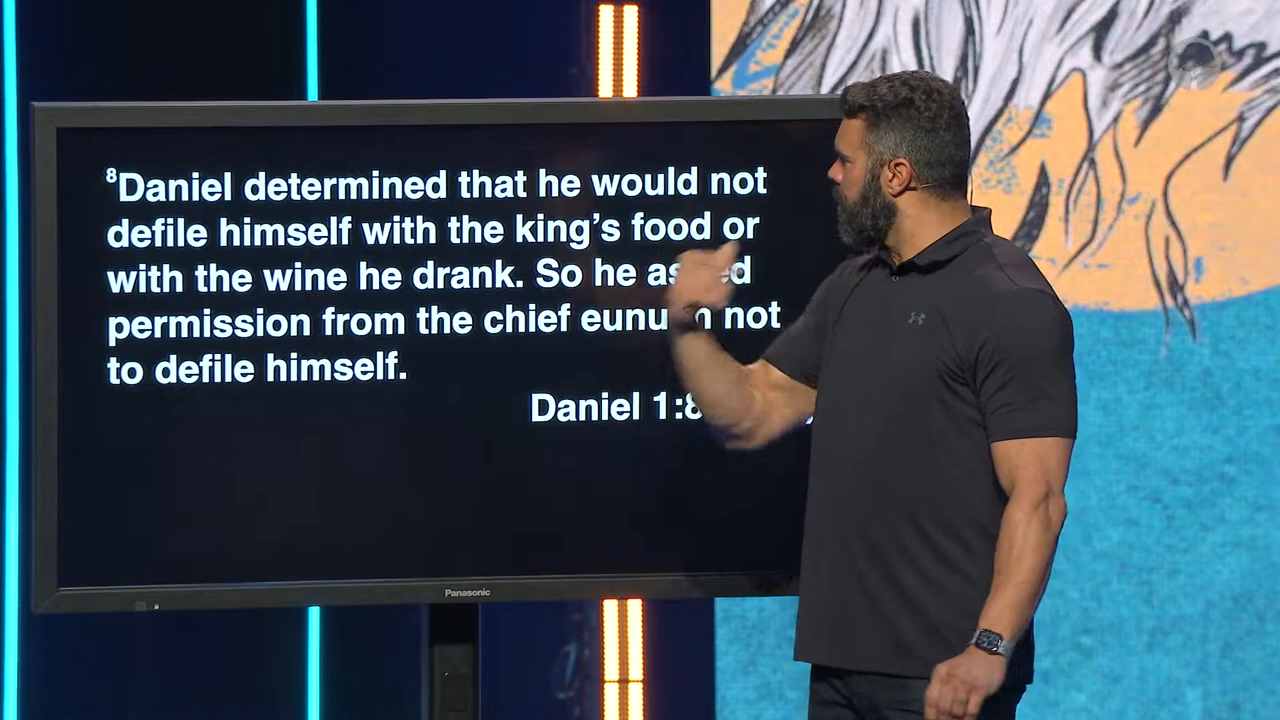 ⁸Daniel determined that he would not
defile himself with the king's food or
with the wine he drank. So he
permission from the chief not
to defile himself.
Daniel 1:8
Panasonic